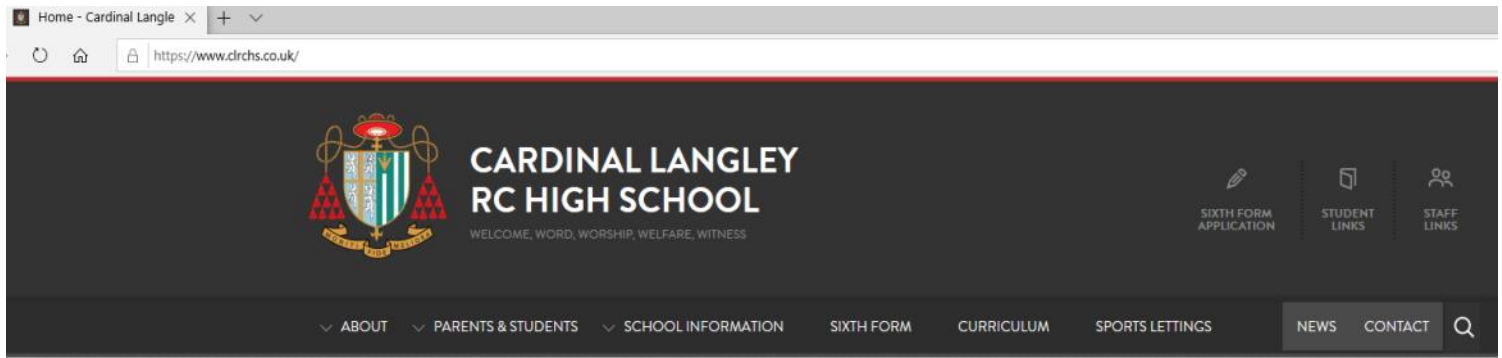 Home - Cardinal Langle
https://www.clrchs.co.uk/
CARDINAL LANGLEY
RC HIGH SCHOOL
WELCOME, WORD, WORSHIP, WELFARE, WITNESS
SIXTH FORM
APPLICATION
STUDENT
LINKS
STAFF
LINKS
ABOUT PARENTS & STUDENTS SCHOOL INFORMATION SIXTH FORM CURRICULUM SPORTS LETTINGS NEWS CONTACT